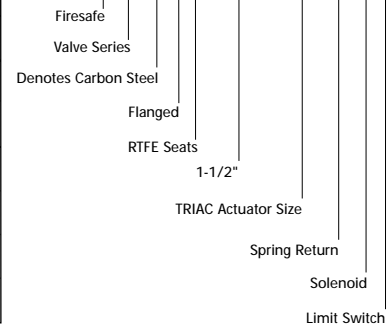 Firesafe
Valve Series
Denotes Carbon Steel
Flanged
RTFE Seats
1-1/2"
TRIAC Actuator Size
Spring Return
Solenoid
Limit Switch